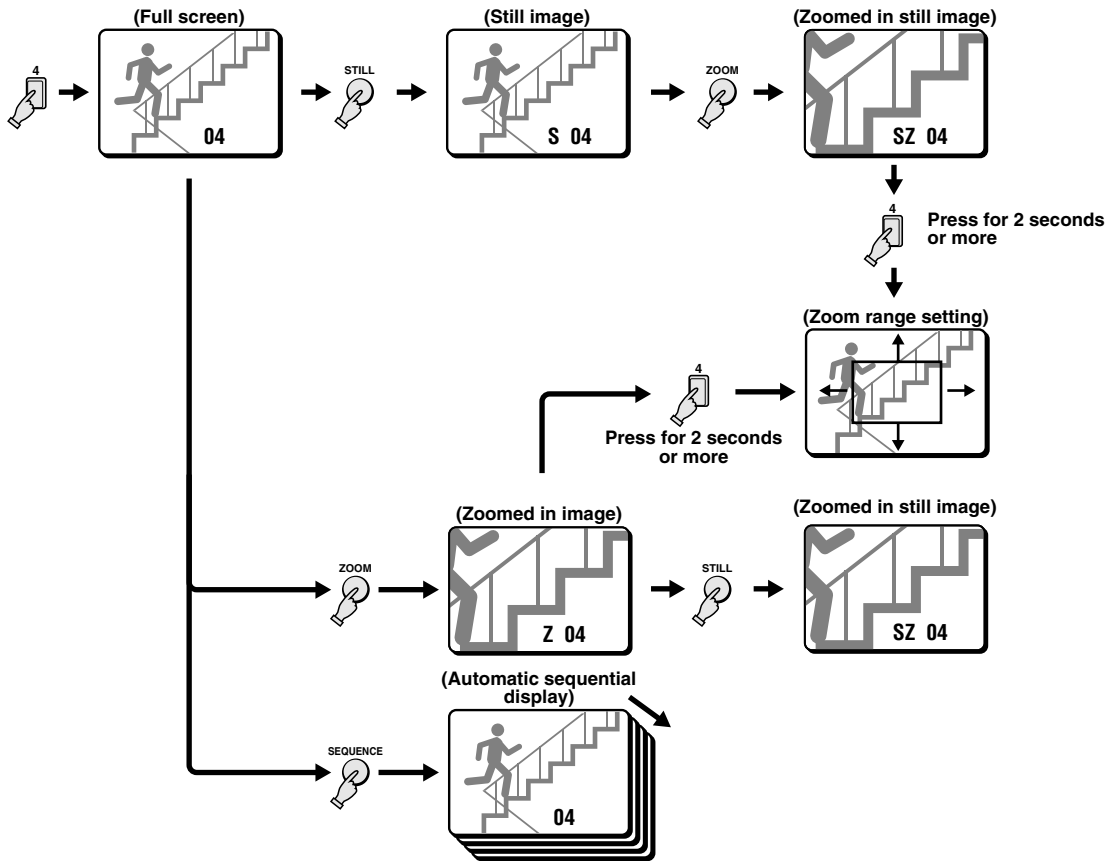 (Full screen)
(Still image)
(Zoomed in still image)
4
STILL
ZOOM
04
S 04
SZ 04
4
Press for 2 seconds
or more
(Zoom range setting)
4
Press for 2 seconds
or more
(Zoomed in image)
(Zoomed in still image)
ZOOM
STILL
Z 04
SZ 04
(Automatic sequential
display)
SEQUENCE
04